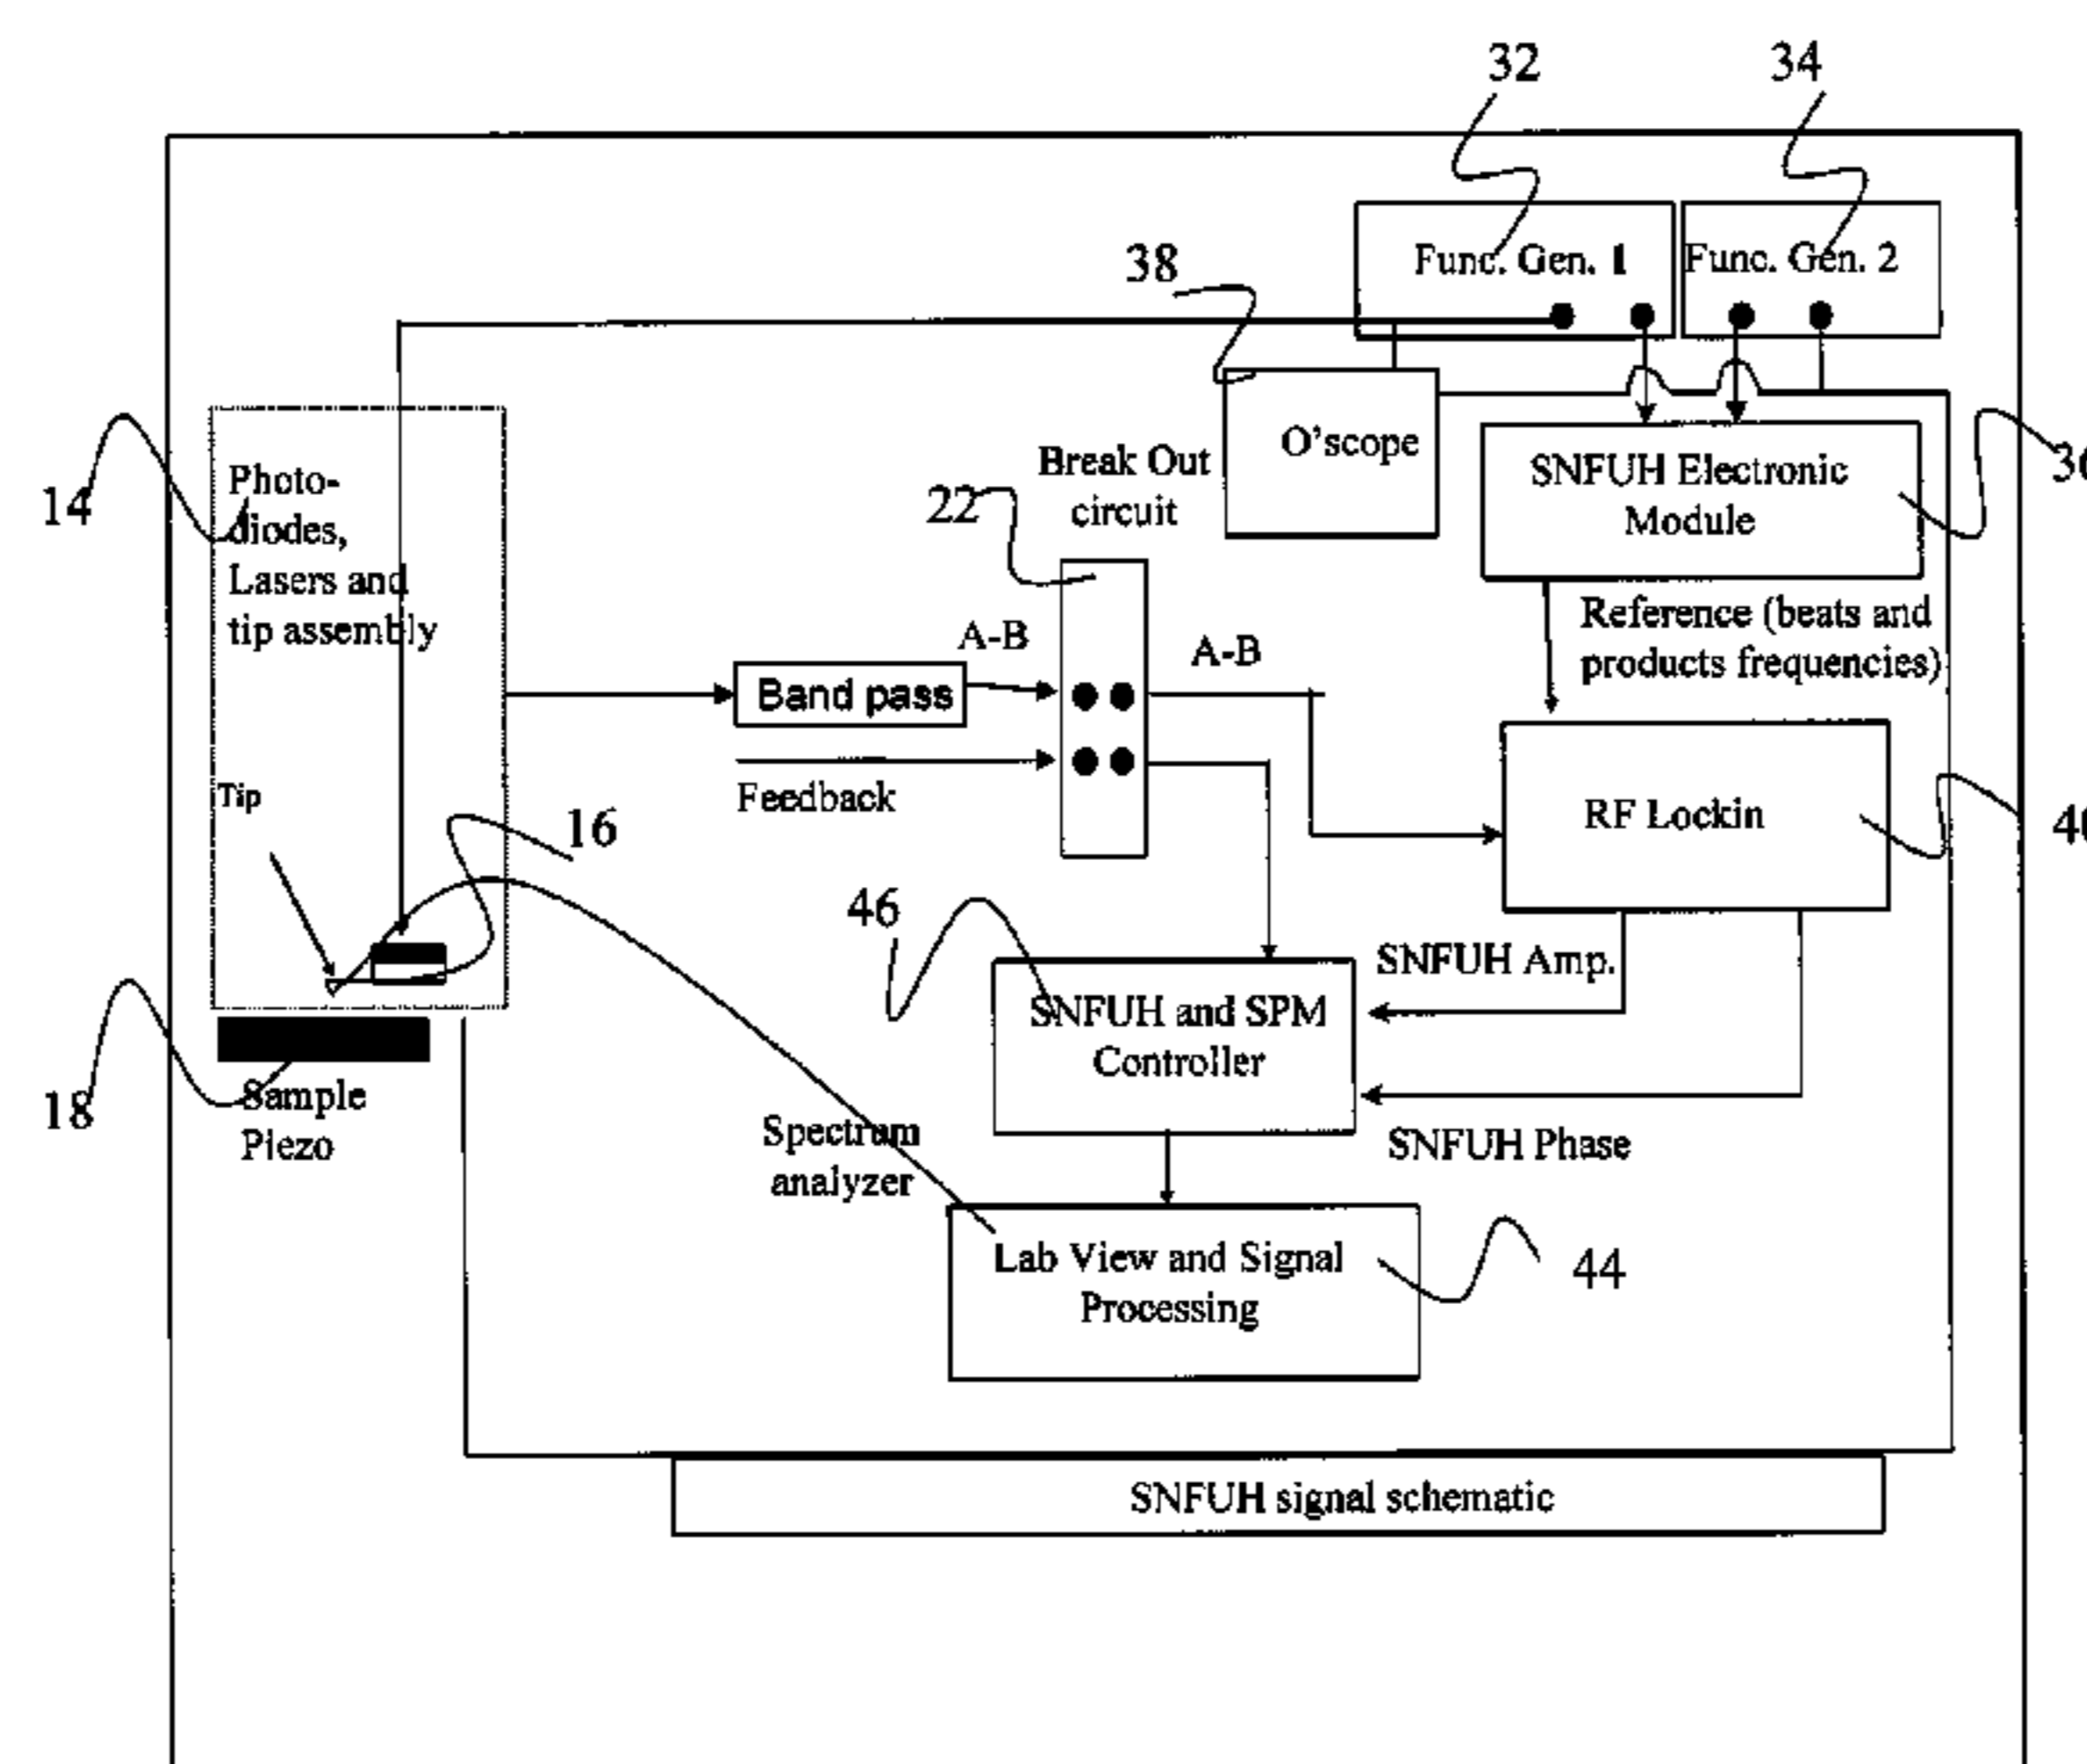 32
34
Func. Gen. 1
Func. Gen. 2
38
O'scope
Break Out
circuit
22
SNFUH Electronic
Module
14
Photo-
diodes,
Lasers and
tip assembly
Reference (beats and
products frequencies)
A-B
A-B
Band pass
Feedback
Tip
16
RF Lockin
46
SNFUH Amp.
SNFUH and SPM
Controller
18
Sample
Piezo
Spectrum
analyzer
SNFUH Phase
Lab View and Signal
Processing
44
SNFUH signal schematic